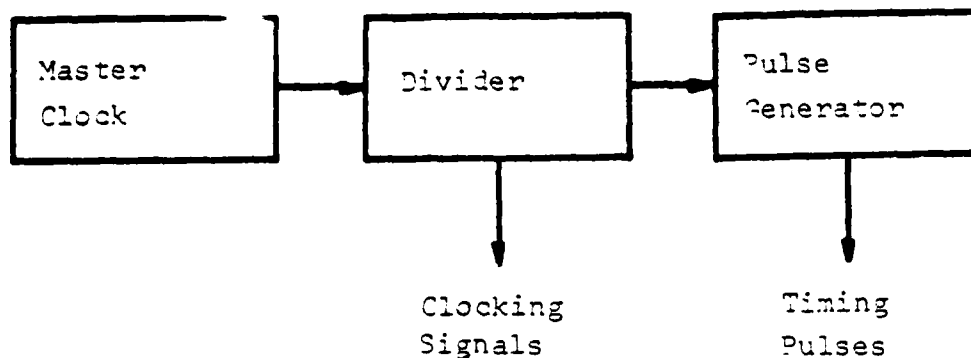 Master
Clock
Divider
Pulse
Generator
Clocking
Signals
Timing
Pulses